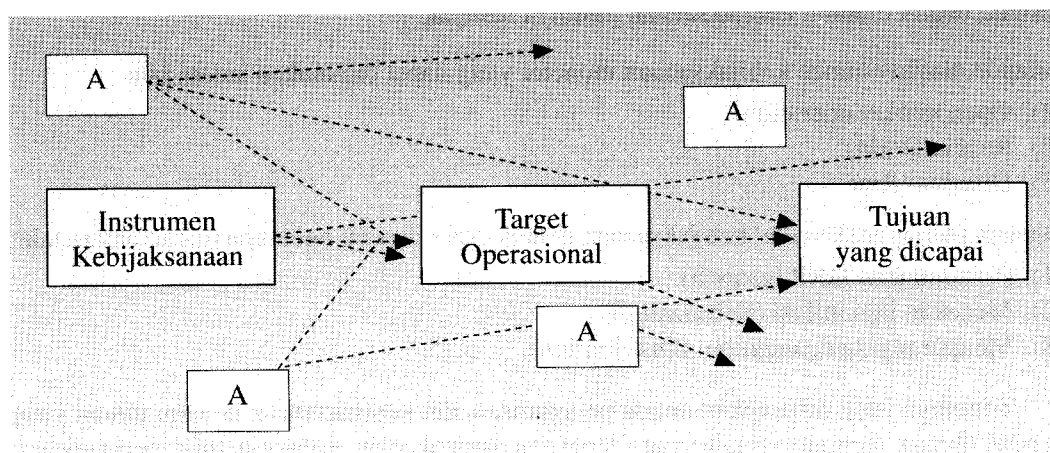 A
A
Instrumen
Kebijaksanaan
Target
Operasional
Tujuan
yang dicapai
A
A